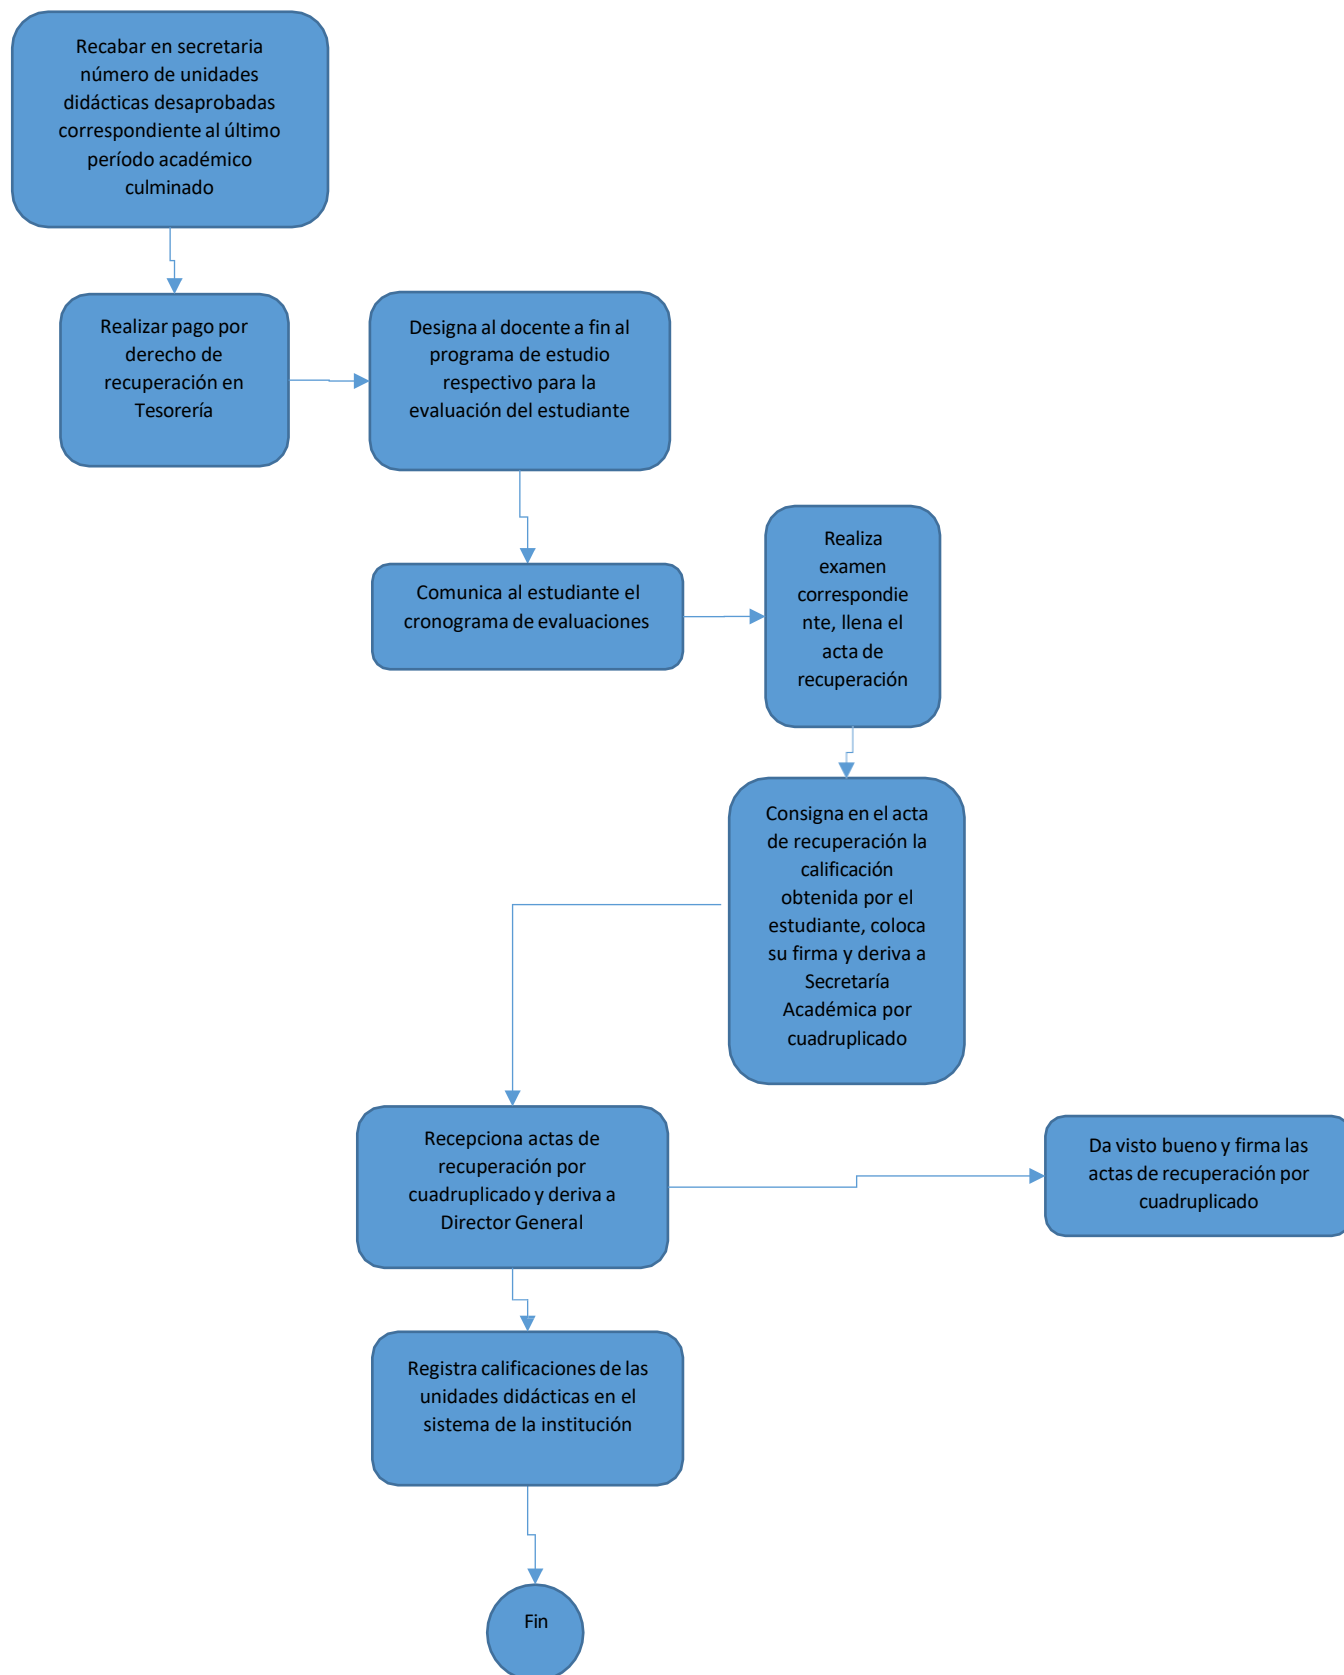 Recabar en secretaria
número de unidades
didácticas desaprobadas
correspondiente al último
período académico
culminado
Realizar pago por
derecho de
recuperación en
Tesorería
Designa al docente a fin al
programa de estudio
respectivo para la
evaluación del estudiante
Comunica al estudiante el
cronograma de evaluaciones
Realiza
examen
correspondie
nte, llena el
acta de
recuperación
Consigna en el acta
de recuperación la
calificación
obtenida por el
estudiante, coloca
su firma y deriva a
Secretaría
Académica por
cuadruplicado
Recepciona actas de
recuperación por
cuadruplicado y deriva a
Director General
Da visto bueno y firma las
actas de recuperación por
cuadruplicado
Registra calificaciones de las
unidades didácticas en el
sistema de la institución
Fin